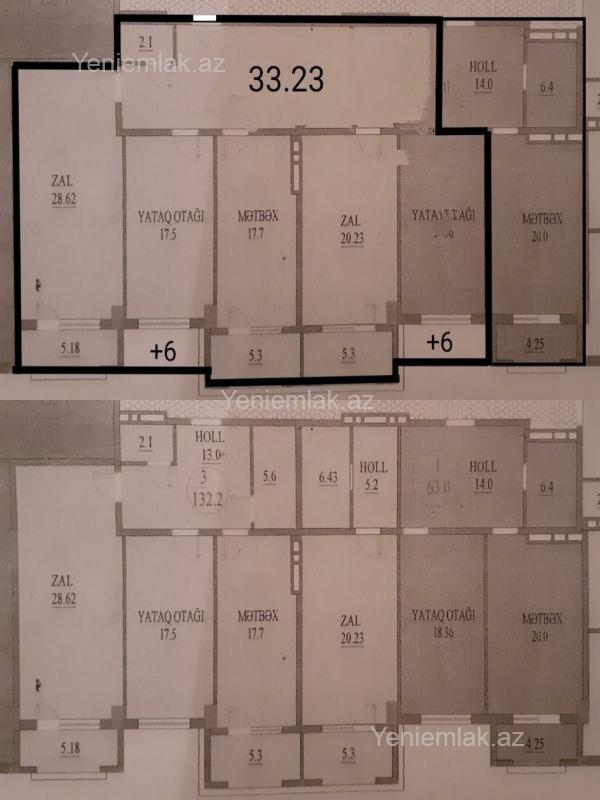 2.1
Yeniemlak.az
33.23
HOLL
14.0
6.4
ZAL
28.62
YATAQ OTAĞI
17.5
MƏTBƏX
17.7
ZAL
20.23
MƏTBƏX
20.0
5.18
+6
5.3
5.3
+6
4.25
Yeniemlak.az
2.1
HOLL
13.0
3
132.2
5.6
6.43
HOLL
5.2
1
63.0
HOLL
14.0
6.4
ZAL
28.62
YATAQ OTAĞI
17.5
MƏTBƏX
17.7
ZAL
20.23
YATAQ OTAĞI
18.36
MƏTBƏX
20.0
5.18
5.3
5.3
Yeniemlak.az
4.25